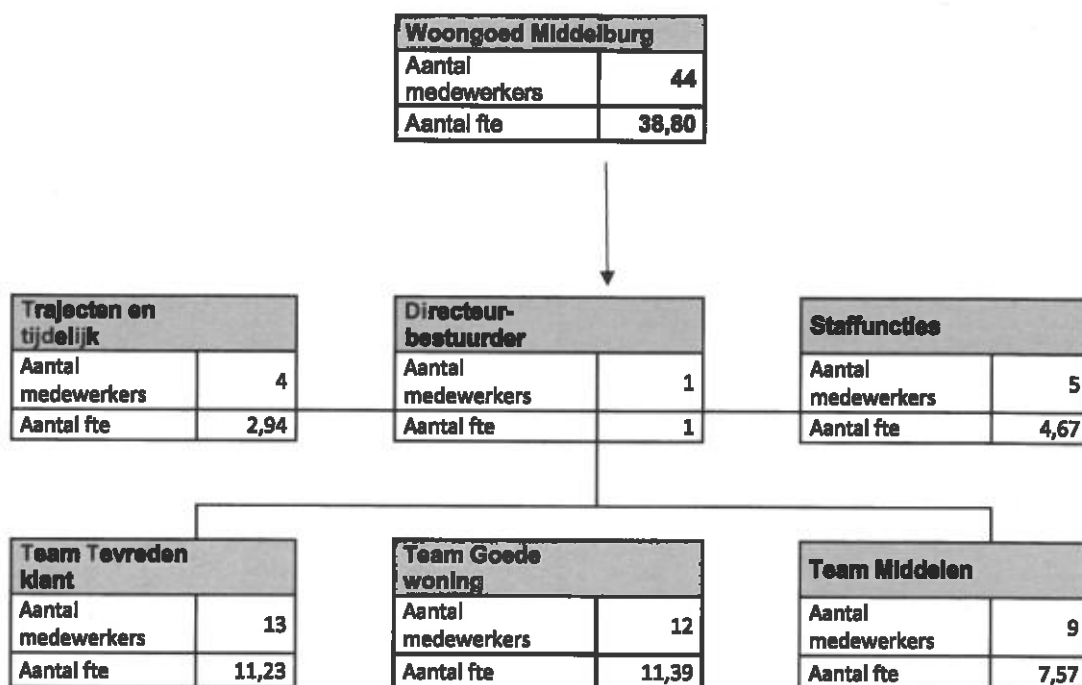 Woongoed Middelburg
Aantal
medewerkers 44
Aantal fte 38,80
Trajecten en
tijdelijk
Aantal
medewerkers 4
Aantal fte 2,94
Directeur-
bestuurder
Aantal
medewerkers 1
Aantal fte 1
Staffuncties
Aantal
medewerkers 5
Aantal fte 4,67
Team Tevreden
klant
Aantal
medewerkers 13
Aantal fte 11,23
Team Goede
woning
Aantal
medewerkers 12
Aantal fte 11,39
Team Middelen
Aantal
medewerkers 9
Aantal fte 7,57